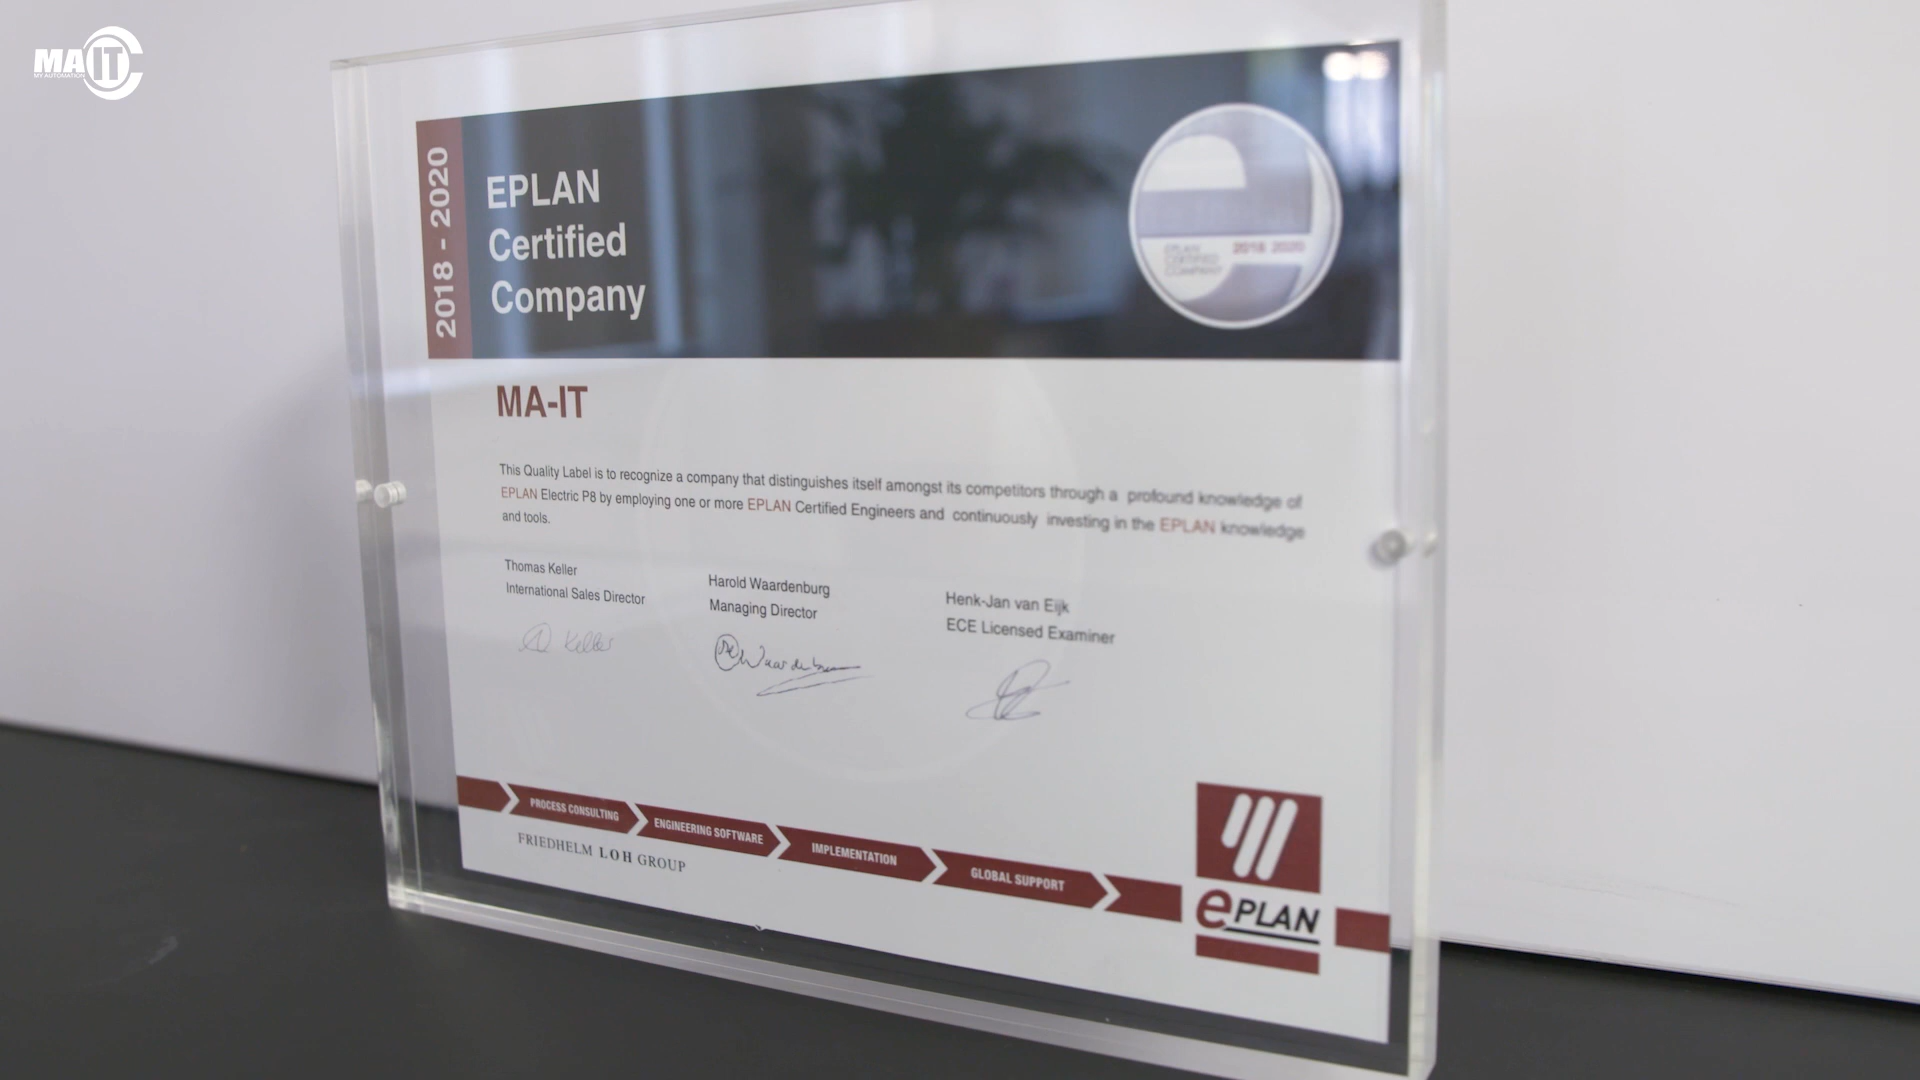 MA IT
MY AUTOMATION
2018 - 2020
EPLAN
Certified
Company
EPLAN
CERTIFIED
COMPANY
2018 2020
MA-IT
This Quality Label is to recognize a company that distinguishes itself amongst its competitors through a profound knowledge of
EPLAN Electric P8 by employing one or more EPLAN Certified Engineers and continuously investing in the EPLAN knowledge
and tools.
Thomas Keller
International Sales Director
Harold Waardenburg
Managing Director
Henk-Jan van Eijk
ECE Licensed Examiner
PROCESS CONSULTING
ENGINEERING SOFTWARE
IMPLEMENTATION
GLOBAL SUPPORT
FRIEDHELM LOH GROUP
ePLAN